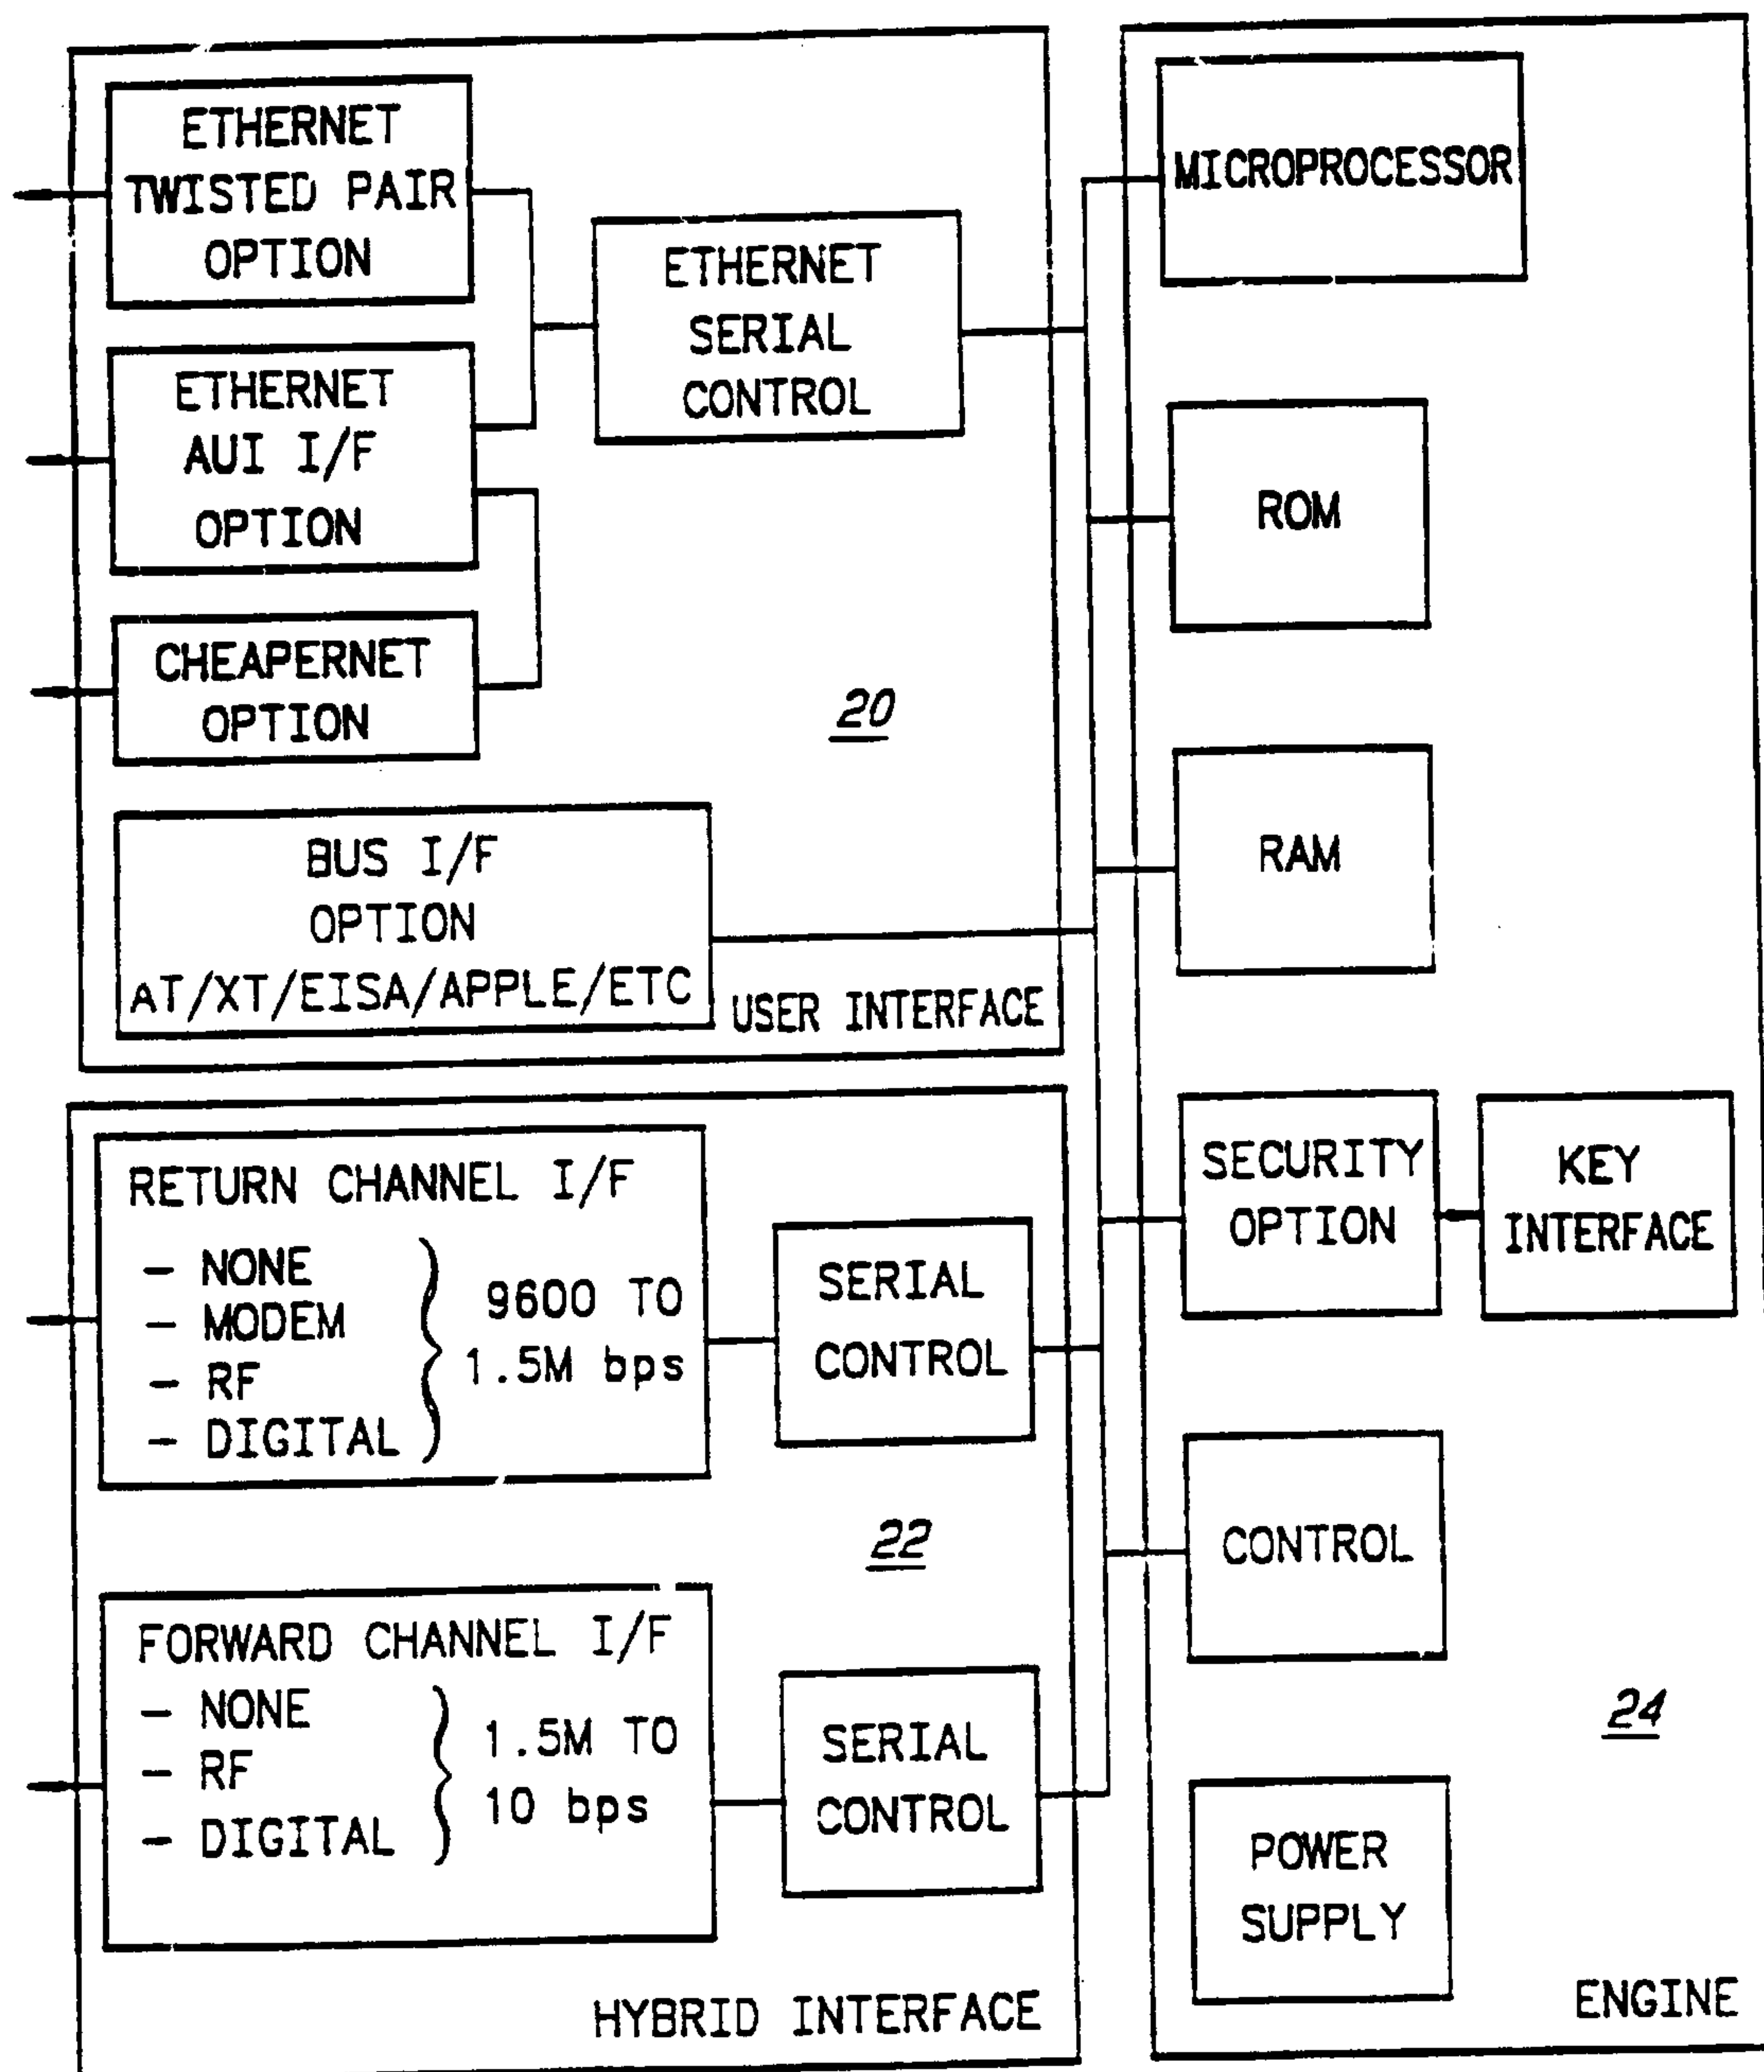 ETHERNET
TWISTED PAIR
OPTION
ETHERNET
AUI I/F
OPTION
CHEAPERNET
OPTION
ETHERNET
SERIAL
CONTROL
20
BUS I/F
OPTION
AT/XT/EISA/APPLE/ETC
USER INTERFACE
RETURN CHANNEL I/F
- NONE
- MODEM
- RF
- DIGITAL
9600 TO
1.5M bps
SERIAL
CONTROL
22
FORWARD CHANNEL I/F
- NONE
- RF
- DIGITAL
1.5M TO
10 bps
SERIAL
CONTROL
HYBRID INTERFACE
MICROPROCESSOR
ROM
RAM
SECURITY
OPTION
KEY
INTERFACE
CONTROL
24
POWER
SUPPLY
ENGINE